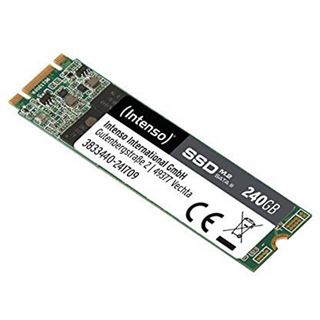 (intenso)
Intenso International GmbH
Gutenbergstraße 2 | 49377 Vechta
3833440-241709
SSD M.2
SATA III
240GB
CE